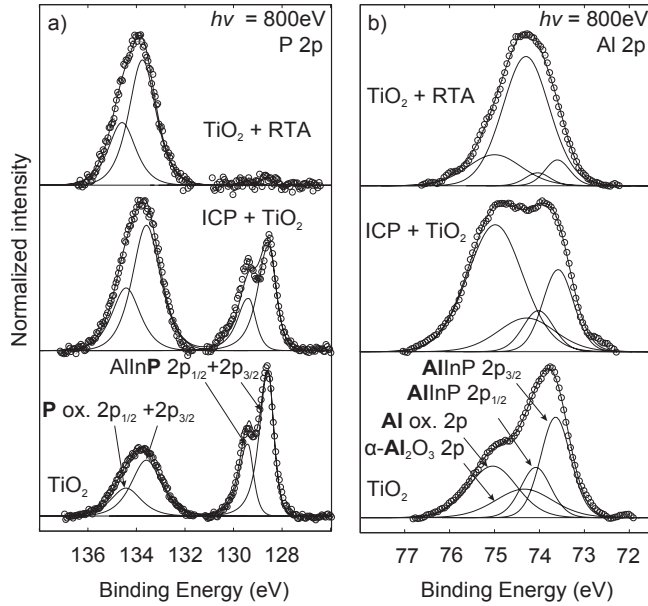 a)
hν = 800eV
P 2p
TiO₂ + RTA
ICP + TiO₂
AlInP 2p₁/₂+2p₃/₂
P ox. 2p₁/₂ +2p₃/₂
TiO₂
Normalized intensity
136 134 132 130 128
Binding Energy (eV)
b)
hν = 800eV
Al 2p
TiO₂ + RTA
ICP + TiO₂
AlInP 2p₃/₂
AlInP 2p₁/₂
Al ox. 2p
α-Al₂O₃ 2p
TiO₂
77 76 75 74 73 72
Binding Energy (eV)